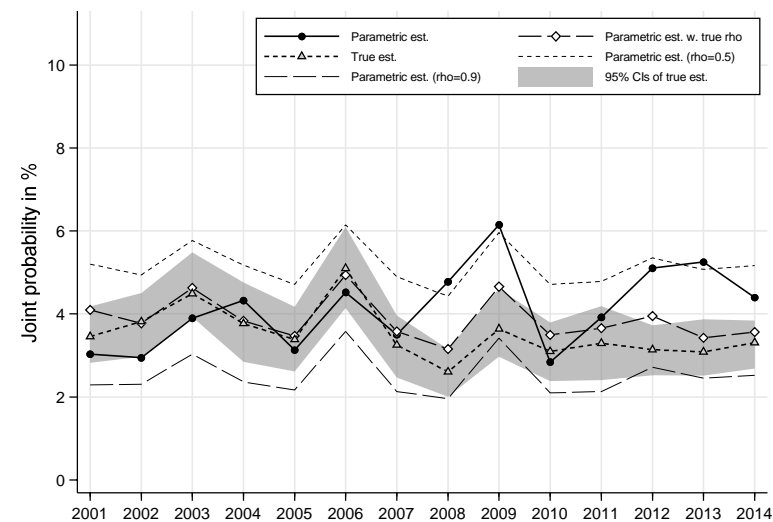 Parametric est.
Parametric est. w. true rho
True est.
Parametric est. (rho=0.5)
Parametric est. (rho=0.9)
95% CIs of true est.
Joint probability in %
10
8
6
4
2
0
2001 2002 2003 2004 2005 2006 2007 2008 2009 2010 2011 2012 2013 2014